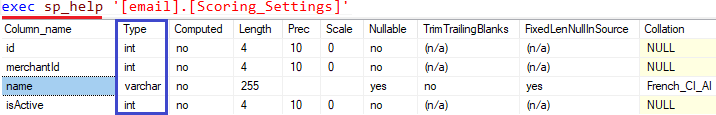 exec sp_help '[email].[Scoring_Settings]'
Column_name Type Computed Length Prec Scale Nullable TrimTrailingBlanks FixedLenNullInSource Collation
id int no 4 10 0 no (n/a) (n/a) NULL
merchantId int no 4 10 0 no (n/a) (n/a) NULL
name varchar no 255 yes no yes French_CI_AI
isActive int no 4 10 0 no (n/a) (n/a) NULL